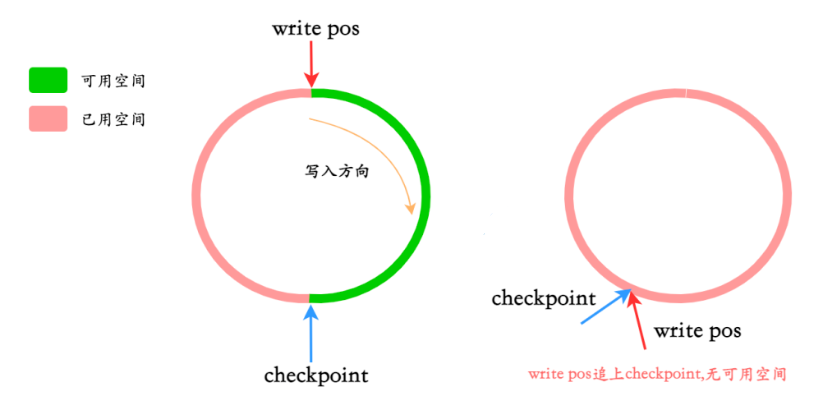 write pos
可用空间
已用空间
写入方向
checkpoint
checkpoint
write pos
write pos追上checkpoint,无可用空间